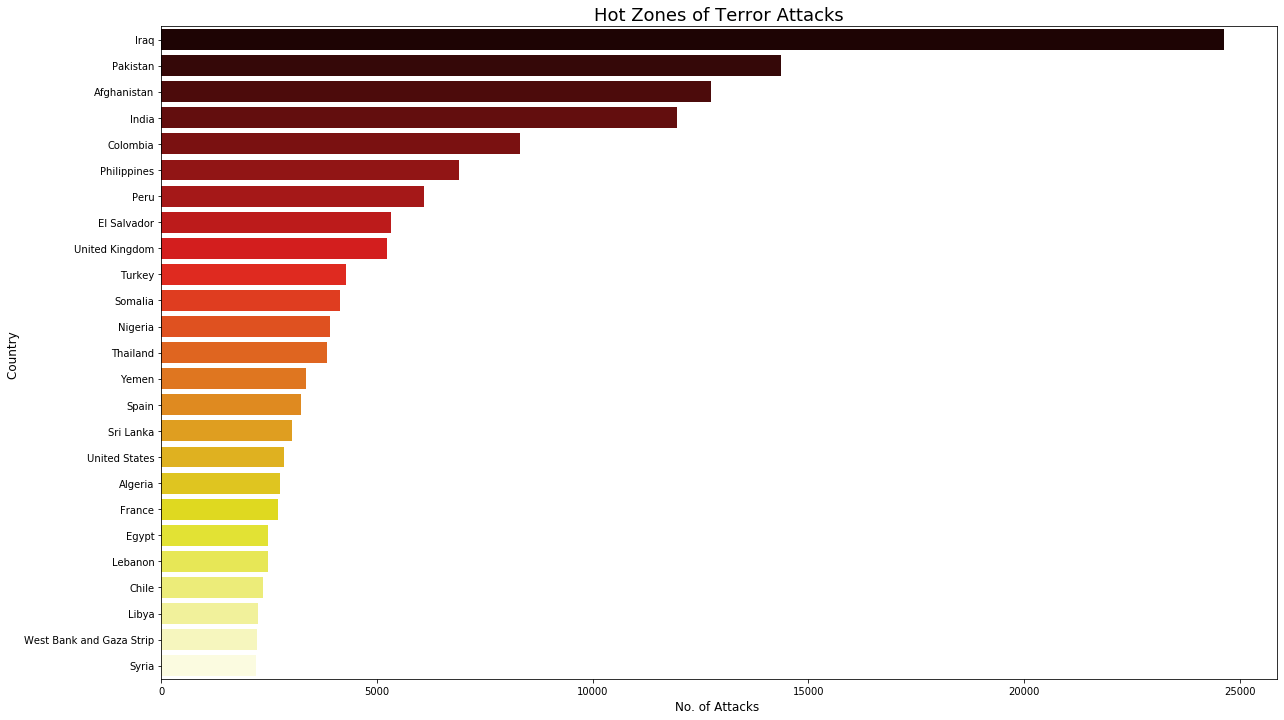 Hot Zones of Terror Attacks
Iraq
Pakistan
Afghanistan
India
Colombia
Philippines
Peru
El Salvador
United Kingdom
Turkey
Somalia
Nigeria
Thailand
Yemen
Spain
Sri Lanka
United States
Algeria
France
Egypt
Lebanon
Chile
Libya
West Bank and Gaza Strip
Syria
Country
0 5000 10000 15000 20000 25000
No. of Attacks